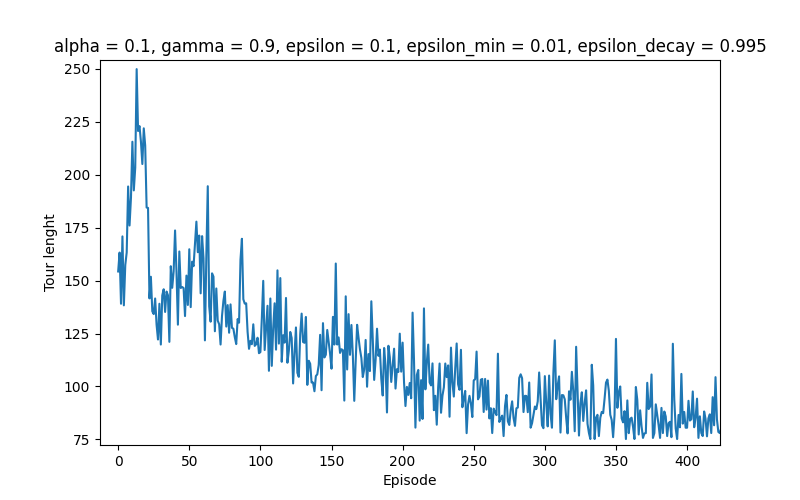 alpha = 0.1, gamma = 0.9, epsilon = 0.1, epsilon_min = 0.01, epsilon_decay = 0.995
250
225
200
175
150
125
100
75
Tour lenght
0 50 100 150 200 250 300 350 400
Episode